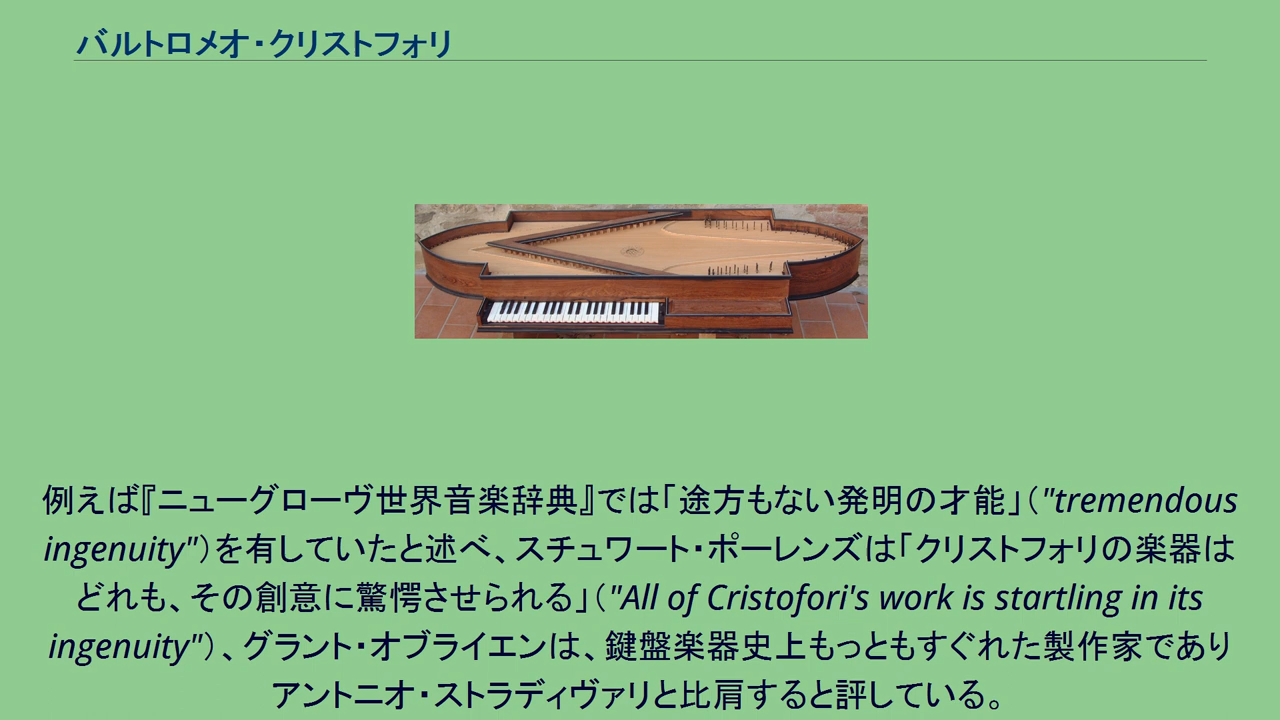 バルトロメオ・クリストフォリ
例えば『ニューグローヴ世界音楽辞典』では「途方もない発明の才能」（"tremendous
ingenuity"）を有していたと述べ、スチュワート・ポーレンズは「クリストフォリの楽器は
どれも、その創意に驚愕させられる」（"All of Cristofori's work is startling in its
ingenuity"）、グラント・オブライエンは、鍵盤楽器史上もっともすぐれた製作家であり
アントニオ・ストラディヴァリと比肩すると評している。